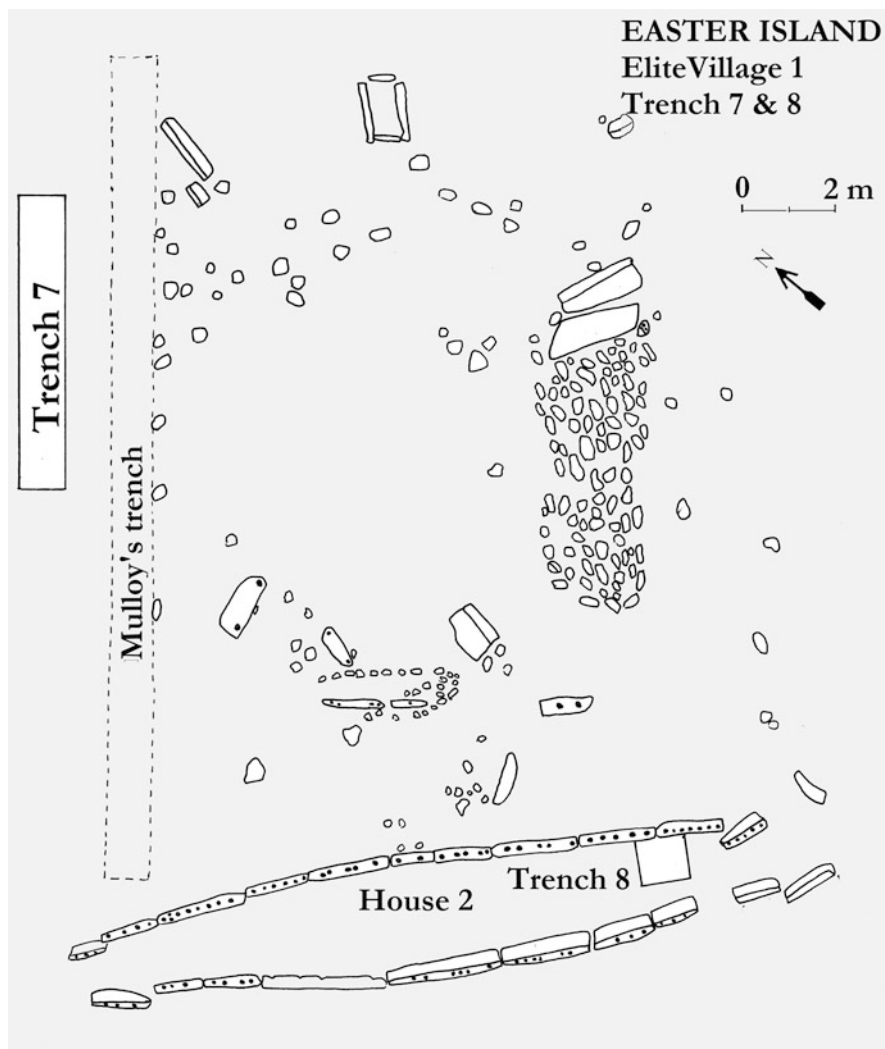 EASTER ISLAND
EliteVillage 1
Trench 7 & 8
0 2 m
N
Trench 7
Mulloy's trench
Trench 8
House 2